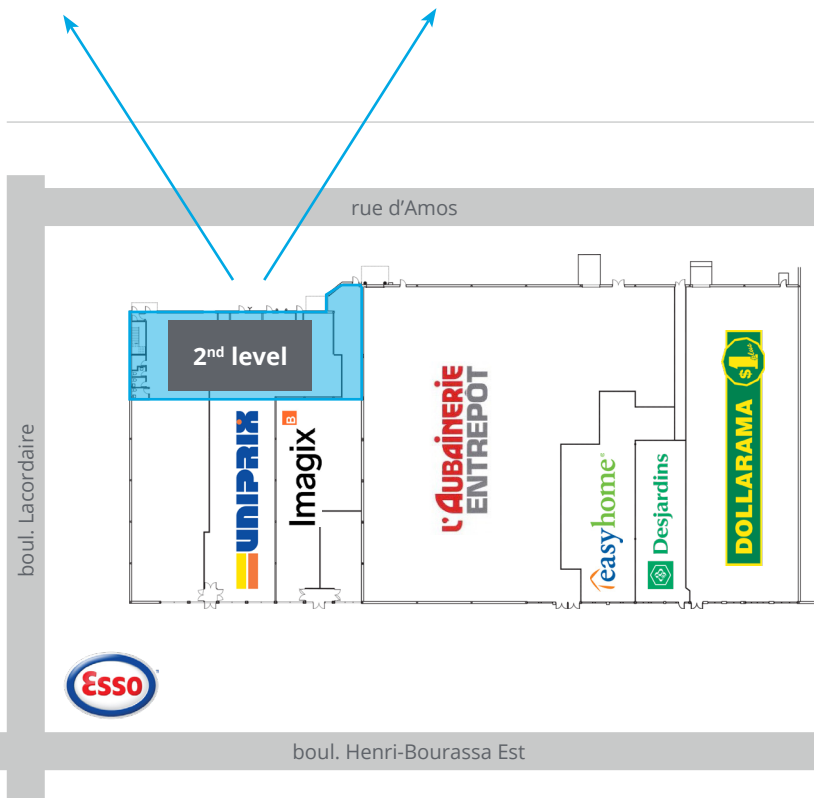 rue d'Amos
2nd level
boul. Lacordaire
UNIPRIX
Imagix
B
L'AUBAINERIE
ENTREPÔT
easyhome
Desjardins
DOLLARAMA
$1
plus
Esso
boul. Henri-Bourassa Est